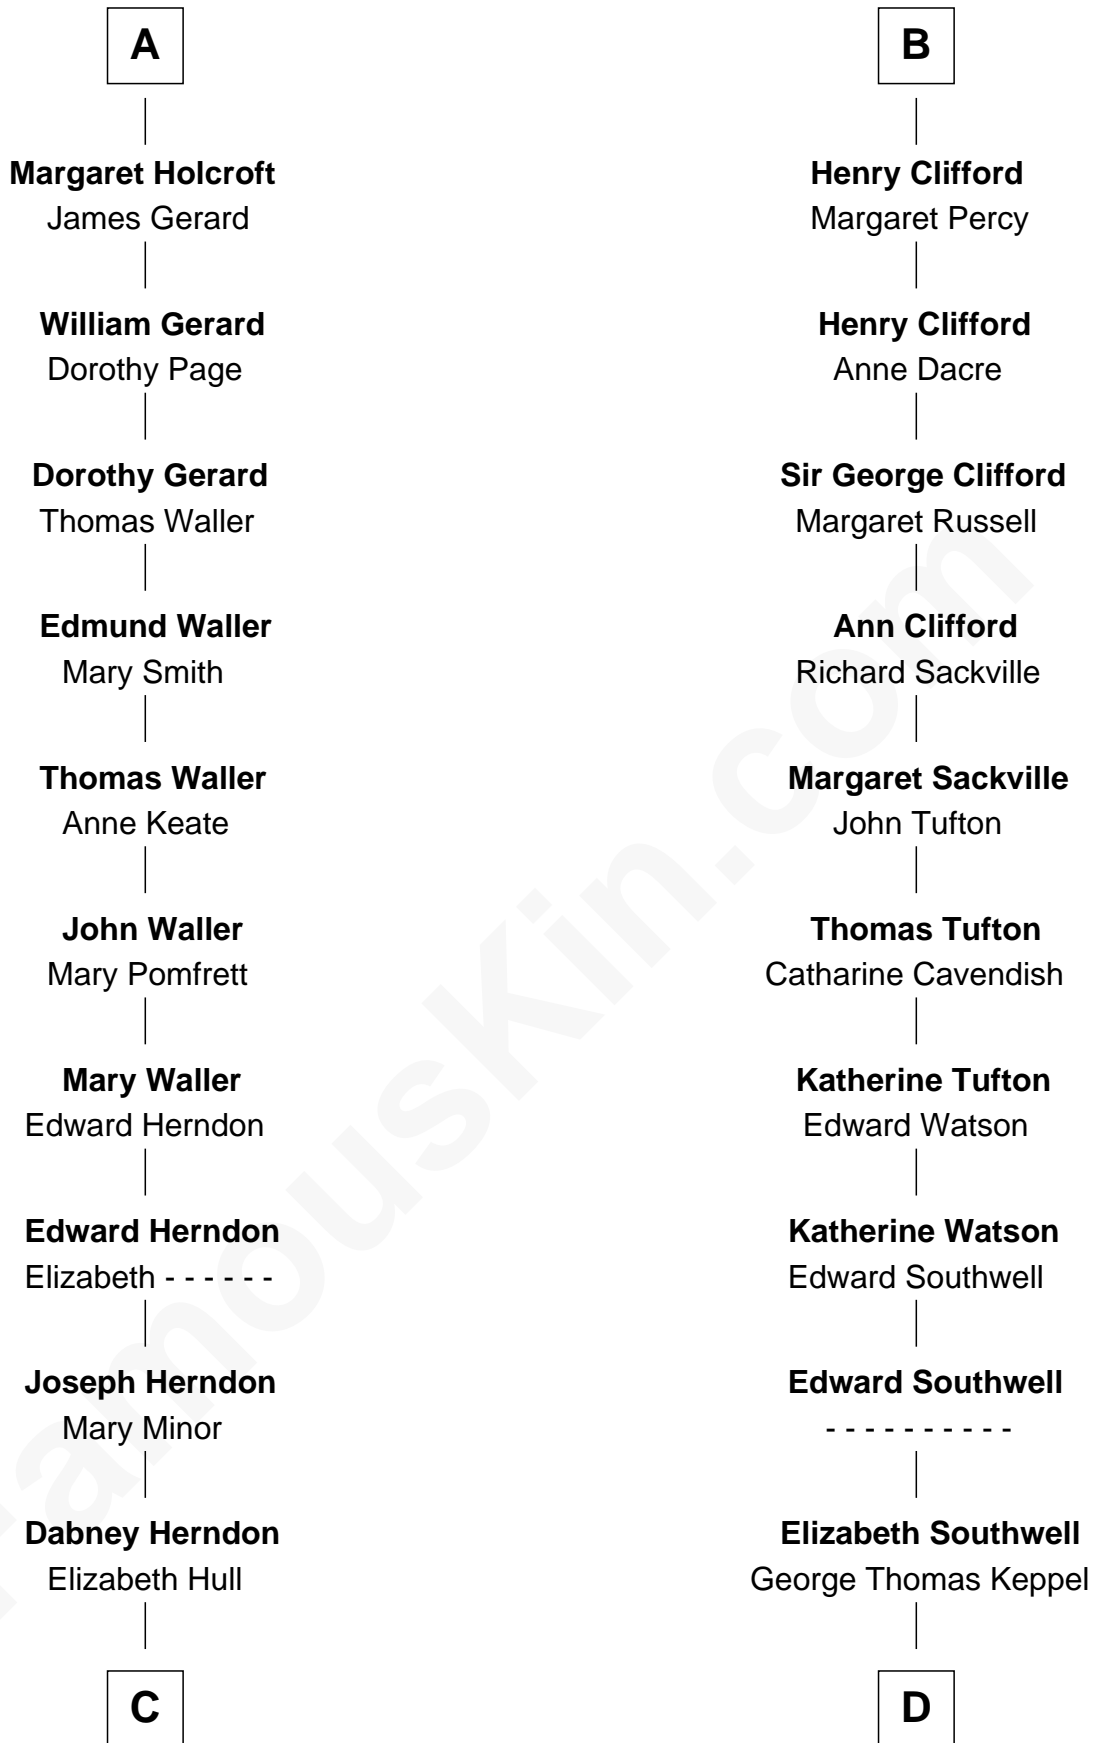 A
Margaret Holcroft
James Gerard
William Gerard
Dorothy Page
Dorothy Gerard
Thomas Waller
Edmund Waller
Mary Smith
Thomas Waller
Anne Keate
John Waller
Mary Pomfrett
Mary Waller
Edward Herndon
Edward Herndon
Elizabeth - - - - - -
Joseph Herndon
Mary Minor
Dabney Herndon
Elizabeth Hull
C
B
Henry Clifford
Margaret Percy
Henry Clifford
Anne Dacre
Sir George Clifford
Margaret Russell
Ann Clifford
Richard Sackville
Margaret Sackville
John Tufton
Thomas Tufton
Catharine Cavendish
Katherine Tufton
Edward Watson
Katherine Watson
Edward Southwell
Edward Southwell
- - - - - - - - - -
Elizabeth Southwell
George Thomas Keppel
D
FamousKin.com